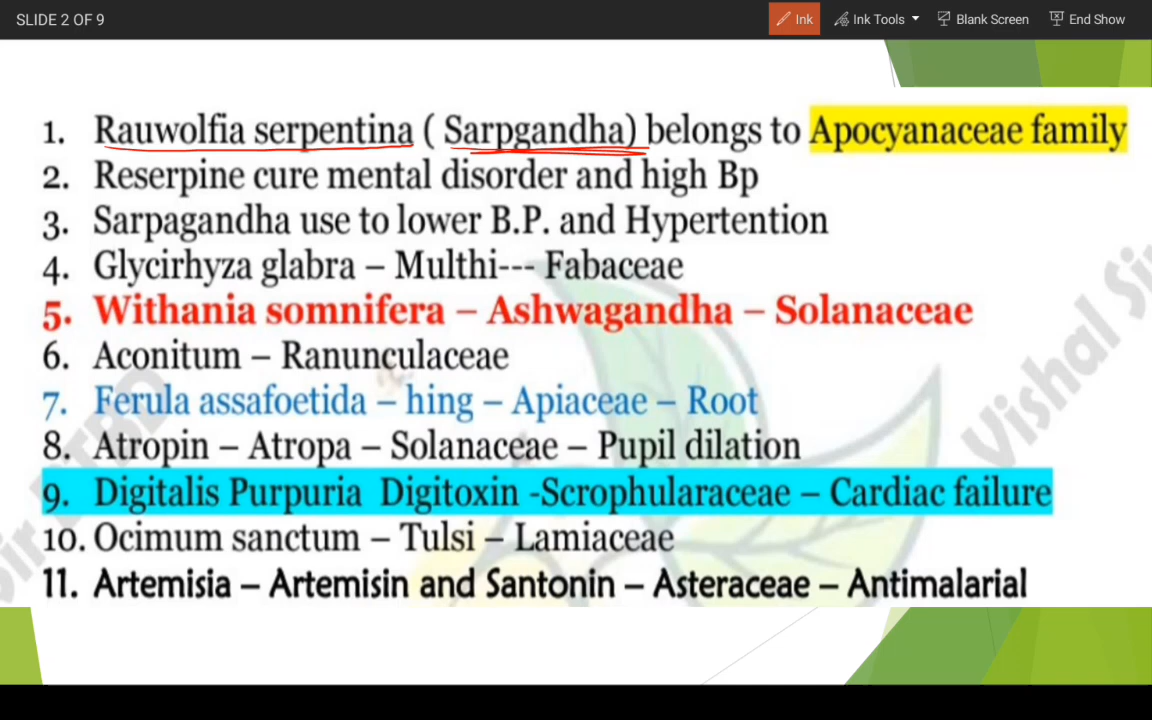 SLIDE 2 OF 9
Ink Ink Tools Blank Screen End Show
1. Rauwolfia serpentina ( Sarpgandha) belongs to Apocyanaceae family
2. Reserpine cure mental disorder and high Bp
3. Sarpagandha use to lower B.P. and Hypertention
4. Glycirhyza glabra – Multhi--- Fabaceae
5. Withania somnifera – Ashwagandha – Solanaceae
6. Aconitum – Ranunculaceae
7. Ferula assafoetida – hing – Apiaceae – Root
8. Atropin – Atropa – Solanaceae – Pupil dilation
9. Digitalis Purpuria Digitoxin -Scrophularaceae – Cardiac failure
10. Ocimum sanctum – Tulsi – Lamiaceae
11. Artemisia – Artemisin and Santonin – Asteraceae – Antimalarial
Vishal